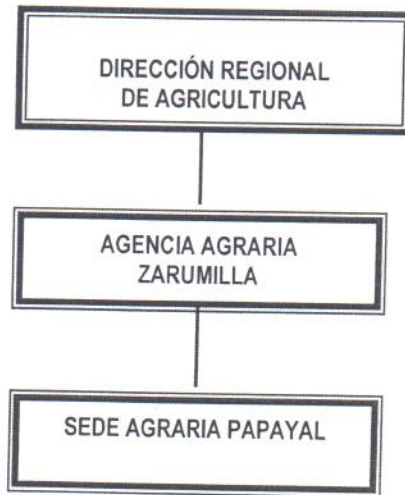 DIRECCIÓN REGIONAL
DE AGRICULTURA
AGENCIA AGRARIA
ZARUMILLA
SEDE AGRARIA PAPAYAL